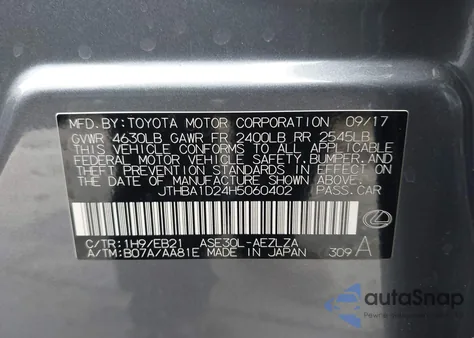 MFD.BY: TOYOTA MOTOR CORPORATION 09/17
GVWR 4630LB GAWR FR 2400LB RR 2545LB
THIS VEHICLE CONFORMS TO ALL APPLICABLE
FEDERAL MOTOR VEHICLE SAFETY, BUMPER, AND
THEFT PREVENTION STANDARDS IN EFFECT ON
THE DATE OF MANUFACTURE SHOWN ABOVE.
JTHBA1D24H5060402 PASS.CAR
C/TR: 1H9/EB21 ASE30L-AEZLZA
A/TM: B07A/AA81E MADE IN JAPAN 309 A
autoSnap